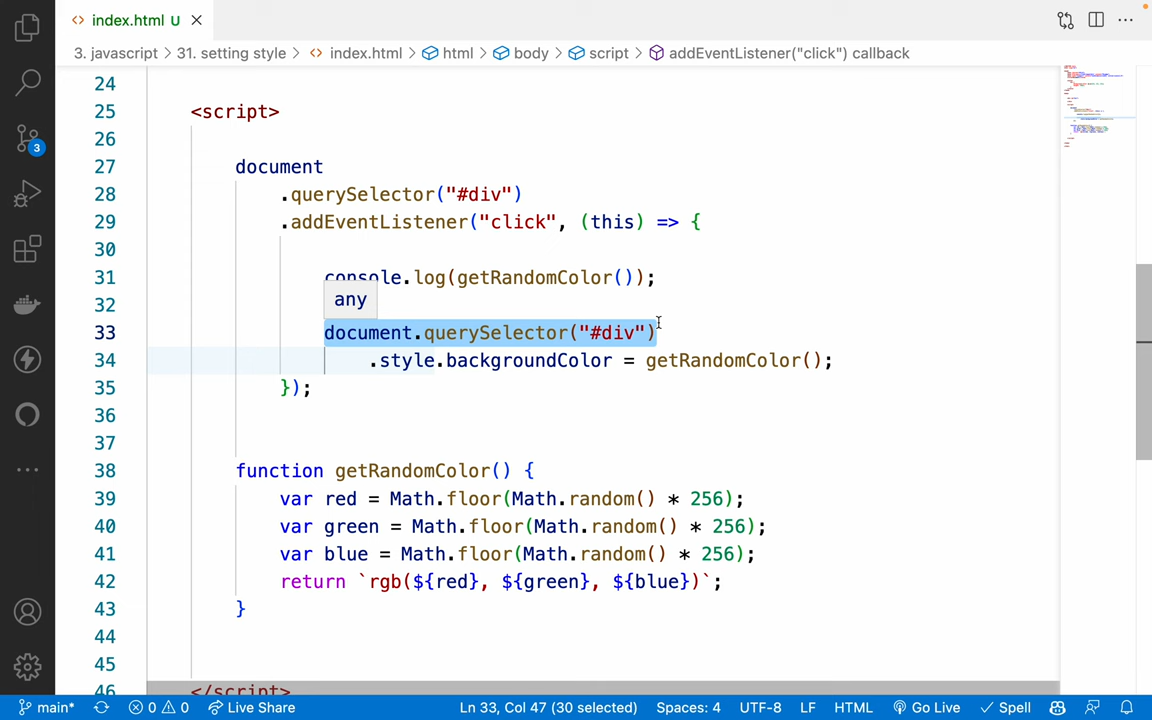 index.html U
3. javascript > 31. setting style > index.html > html > body > script > addEventListener("click") callback
24
25 <script>
26
27 document
28 .querySelector("#div")
29 .addEventListener("click", (this) => {
30
31 console.log(getRandomColor());
any
32
33 document.querySelector("#div")
34 .style.backgroundColor = getRandomColor();
35 });
36
37
38 function getRandomColor() {
39 var red = Math.floor(Math.random() * 256);
40 var green = Math.floor(Math.random() * 256);
41 var blue = Math.floor(Math.random() * 256);
42 return `rgb(${red}, ${green}, ${blue})`;
43 }
44
45
46 </script>
3
main* 0 0 Live Share Ln 33, Col 47 (30 selected) Spaces: 4 UTF-8 LF HTML Go Live Spell